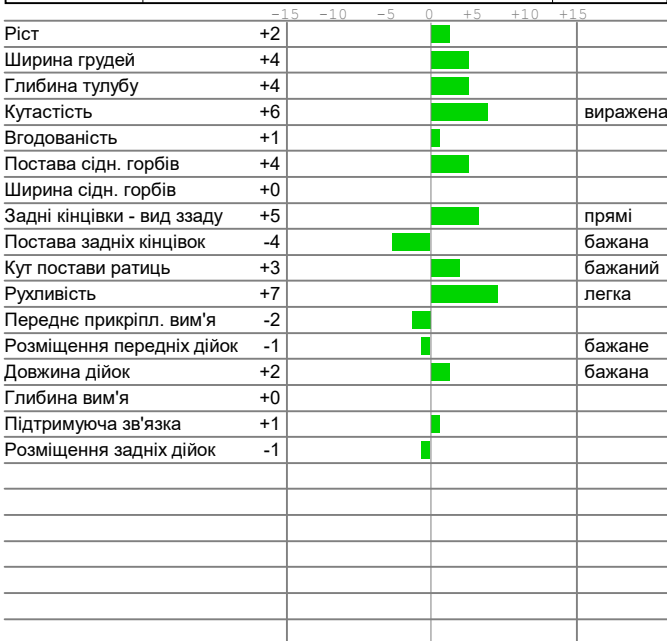 -15 -10 -5 0 +5 +10 +15
Ріст +2
Ширина грудей +4
Глибина тулубу +4
Кутастість +6 виражена
Вгодованість +1
Постава сідн. горбів +4
Ширина сідн. горбів +0
Задні кінцівки - вид ззаду +5 прямі
Постава задніх кінцівок -4 бажана
Кут постави ратиць +3 бажаний
Рухливість +7 легка
Переднє прикріпл. вим'я -2
Розміщення передніх дійок -1 бажане
Довжина дійок +2 бажана
Глибина вим'я +0
Підтримуюча зв'язка +1
Розміщення задніх дійок -1